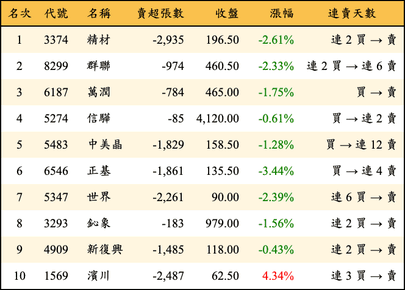 名次 代號 名稱 賣超張數 收盤 漲幅 連賣天數
1 3374 精材 -2,935 196.50 -2.61% 連 2 買 → 賣
2 8299 群聯 -974 460.50 -2.33% 連 2 買 → 連 6 賣
3 6187 萬潤 -784 465.00 -1.75% 買 → 賣
4 5274 信驊 -85 4,120.00 -0.61% 買 → 連 2 賣
5 5483 中美晶 -1,829 158.50 -1.28% 買 → 連 12 賣
6 6546 正基 -1,861 135.50 -3.44% 買 → 連 4 賣
7 5347 世界 -2,261 90.00 -2.39% 連 6 買 → 賣
8 3293 鈊象 -183 979.00 -1.56% 連 2 買 → 賣
9 4909 新復興 -1,485 118.00 -0.43% 連 2 買 → 賣
10 1569 濱川 -2,487 62.50 4.34% 連 3 買 → 賣